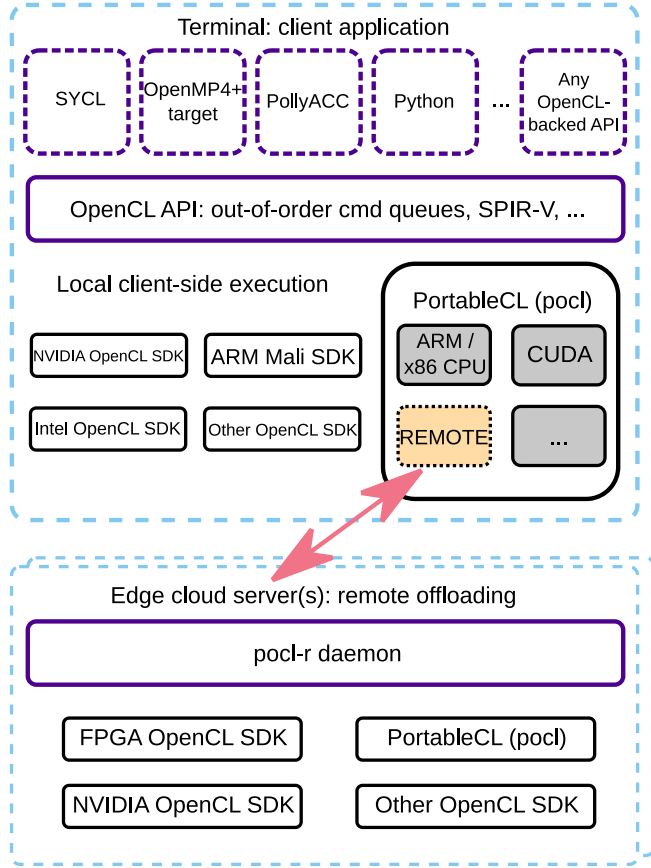 Terminal: client application
SYCL
OpenMP4+
target
PollyACC
Python
...
Any
OpenCL-
backed API
OpenCL API: out-of-order cmd queues, SPIR-V, ...
Local client-side execution
NVIDIA OpenCL SDK
ARM Mali SDK
Intel OpenCL SDK
Other OpenCL SDK
PortableCL (pocl)
ARM /
x86 CPU
CUDA
REMOTE
...
Edge cloud server(s): remote offloading
pocl-r daemon
FPGA OpenCL SDK
PortableCL (pocl)
NVIDIA OpenCL SDK
Other OpenCL SDK